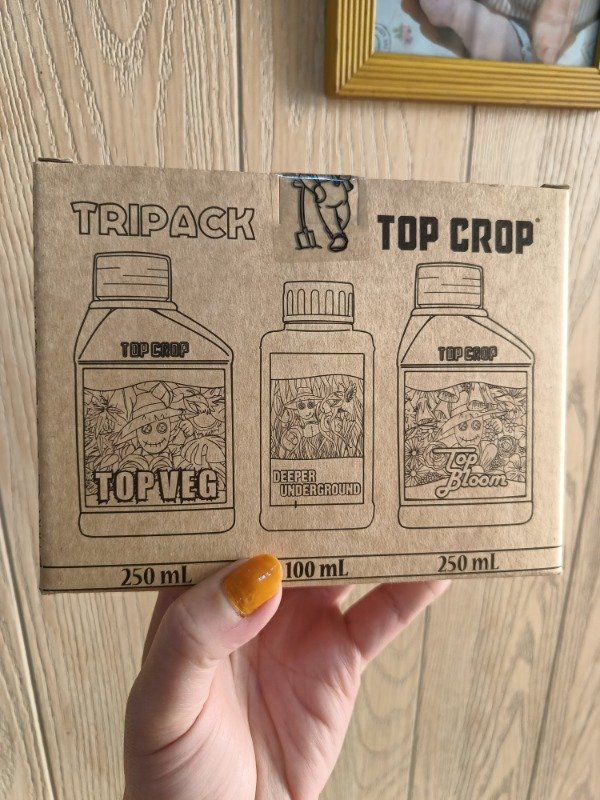 TRIPACK
TOP CROP®
TOP CROP
TOPVEG
250 mL
DEEPER
UNDERGROUND
100 mL
TOP CROP
Top
Bloom
250 mL